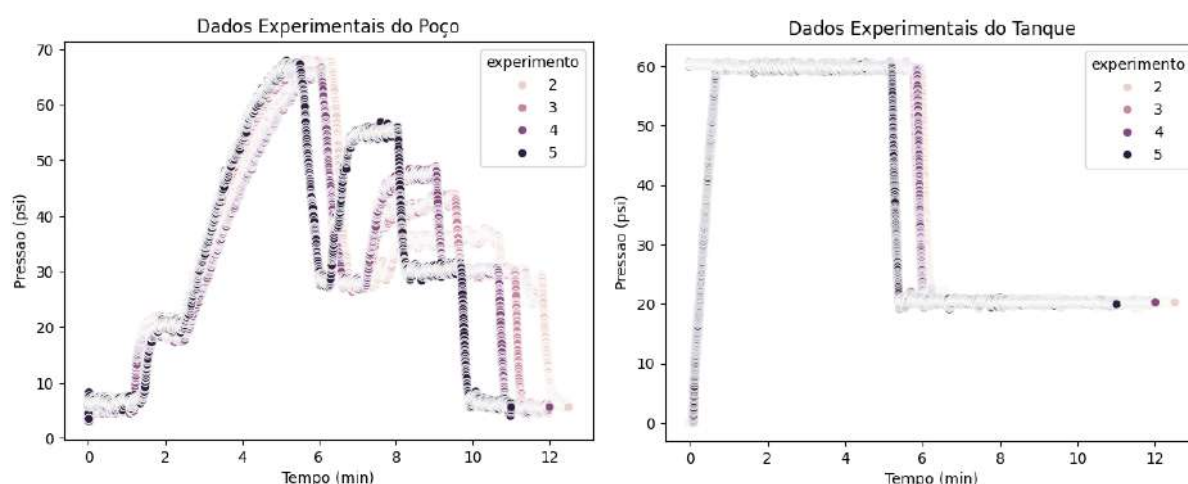 Dados Experimentais do Poço
Pressao (psi)
70
60
50
40
30
20
10
0
0 2 4 6 8 10 12
Tempo (min)
experimento
2
3
4
5
Dados Experimentais do Tanque
Pressao (psi)
60
50
40
30
20
10
0
0 2 4 6 8 10 12
Tempo (min)
experimento
2
3
4
5